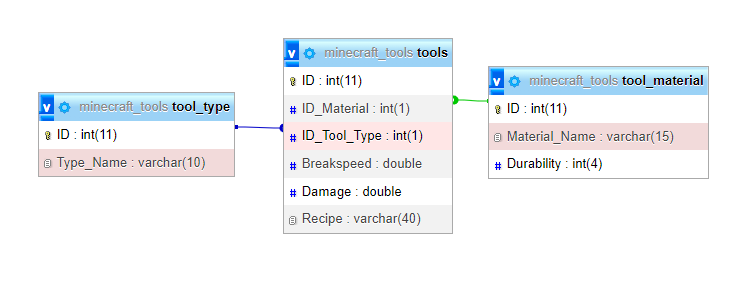 minecraft_tools tool_type
ID : int(11)
Type_Name : varchar(10)
minecraft_tools tools
ID : int(11)
ID_Material : int(1)
ID_Tool_Type : int(1)
Breakspeed : double
Damage : double
Recipe : varchar(40)
minecraft_tools tool_material
ID : int(11)
Material_Name : varchar(15)
Durability : int(4)